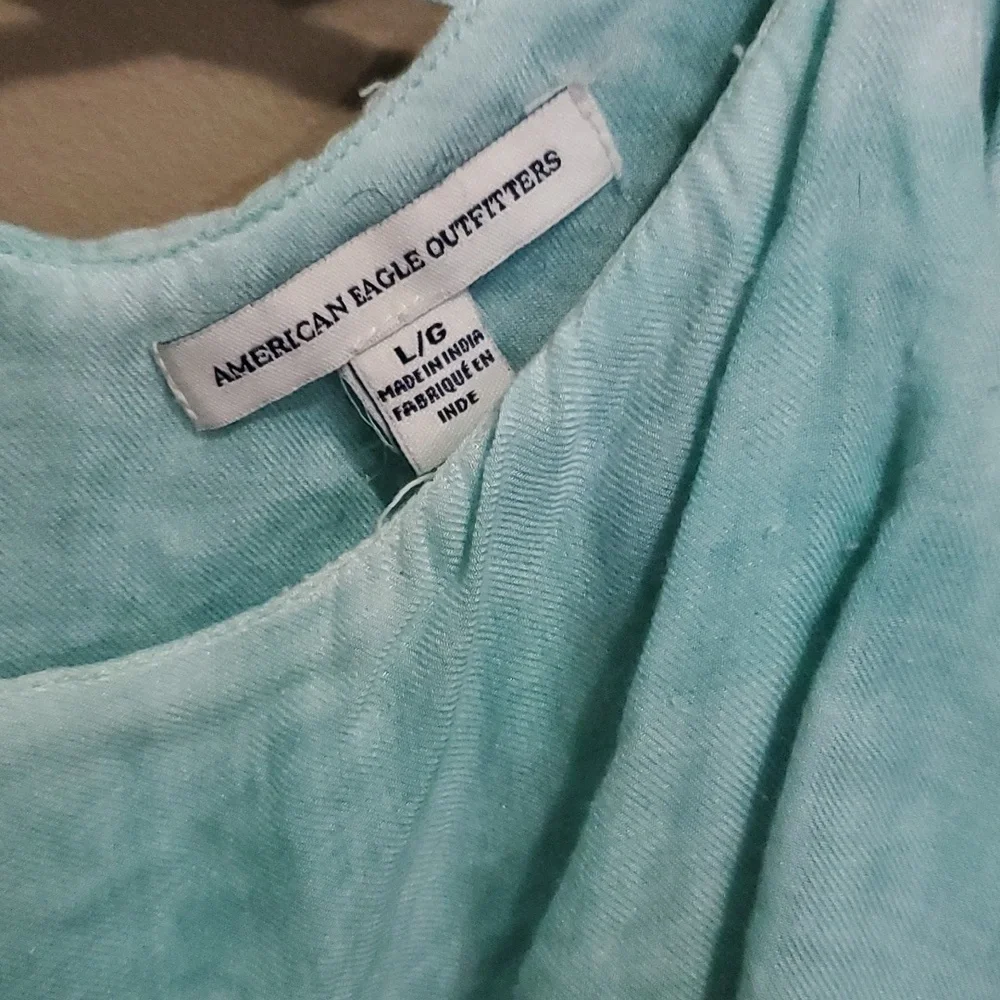 AMERICAN EAGLE OUTFITTERS
L/G
MADE IN INDIA
FABRIQUÉ EN
INDE